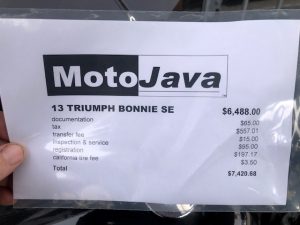 MotoJava
13 TRIUMPH BONNIE SE $6,488.00
documentation $65.00
tax $557.01
transfer fee $15.00
inspection & service $95.00
registration $197.17
california tire fee $3.50
Total $7,420.68